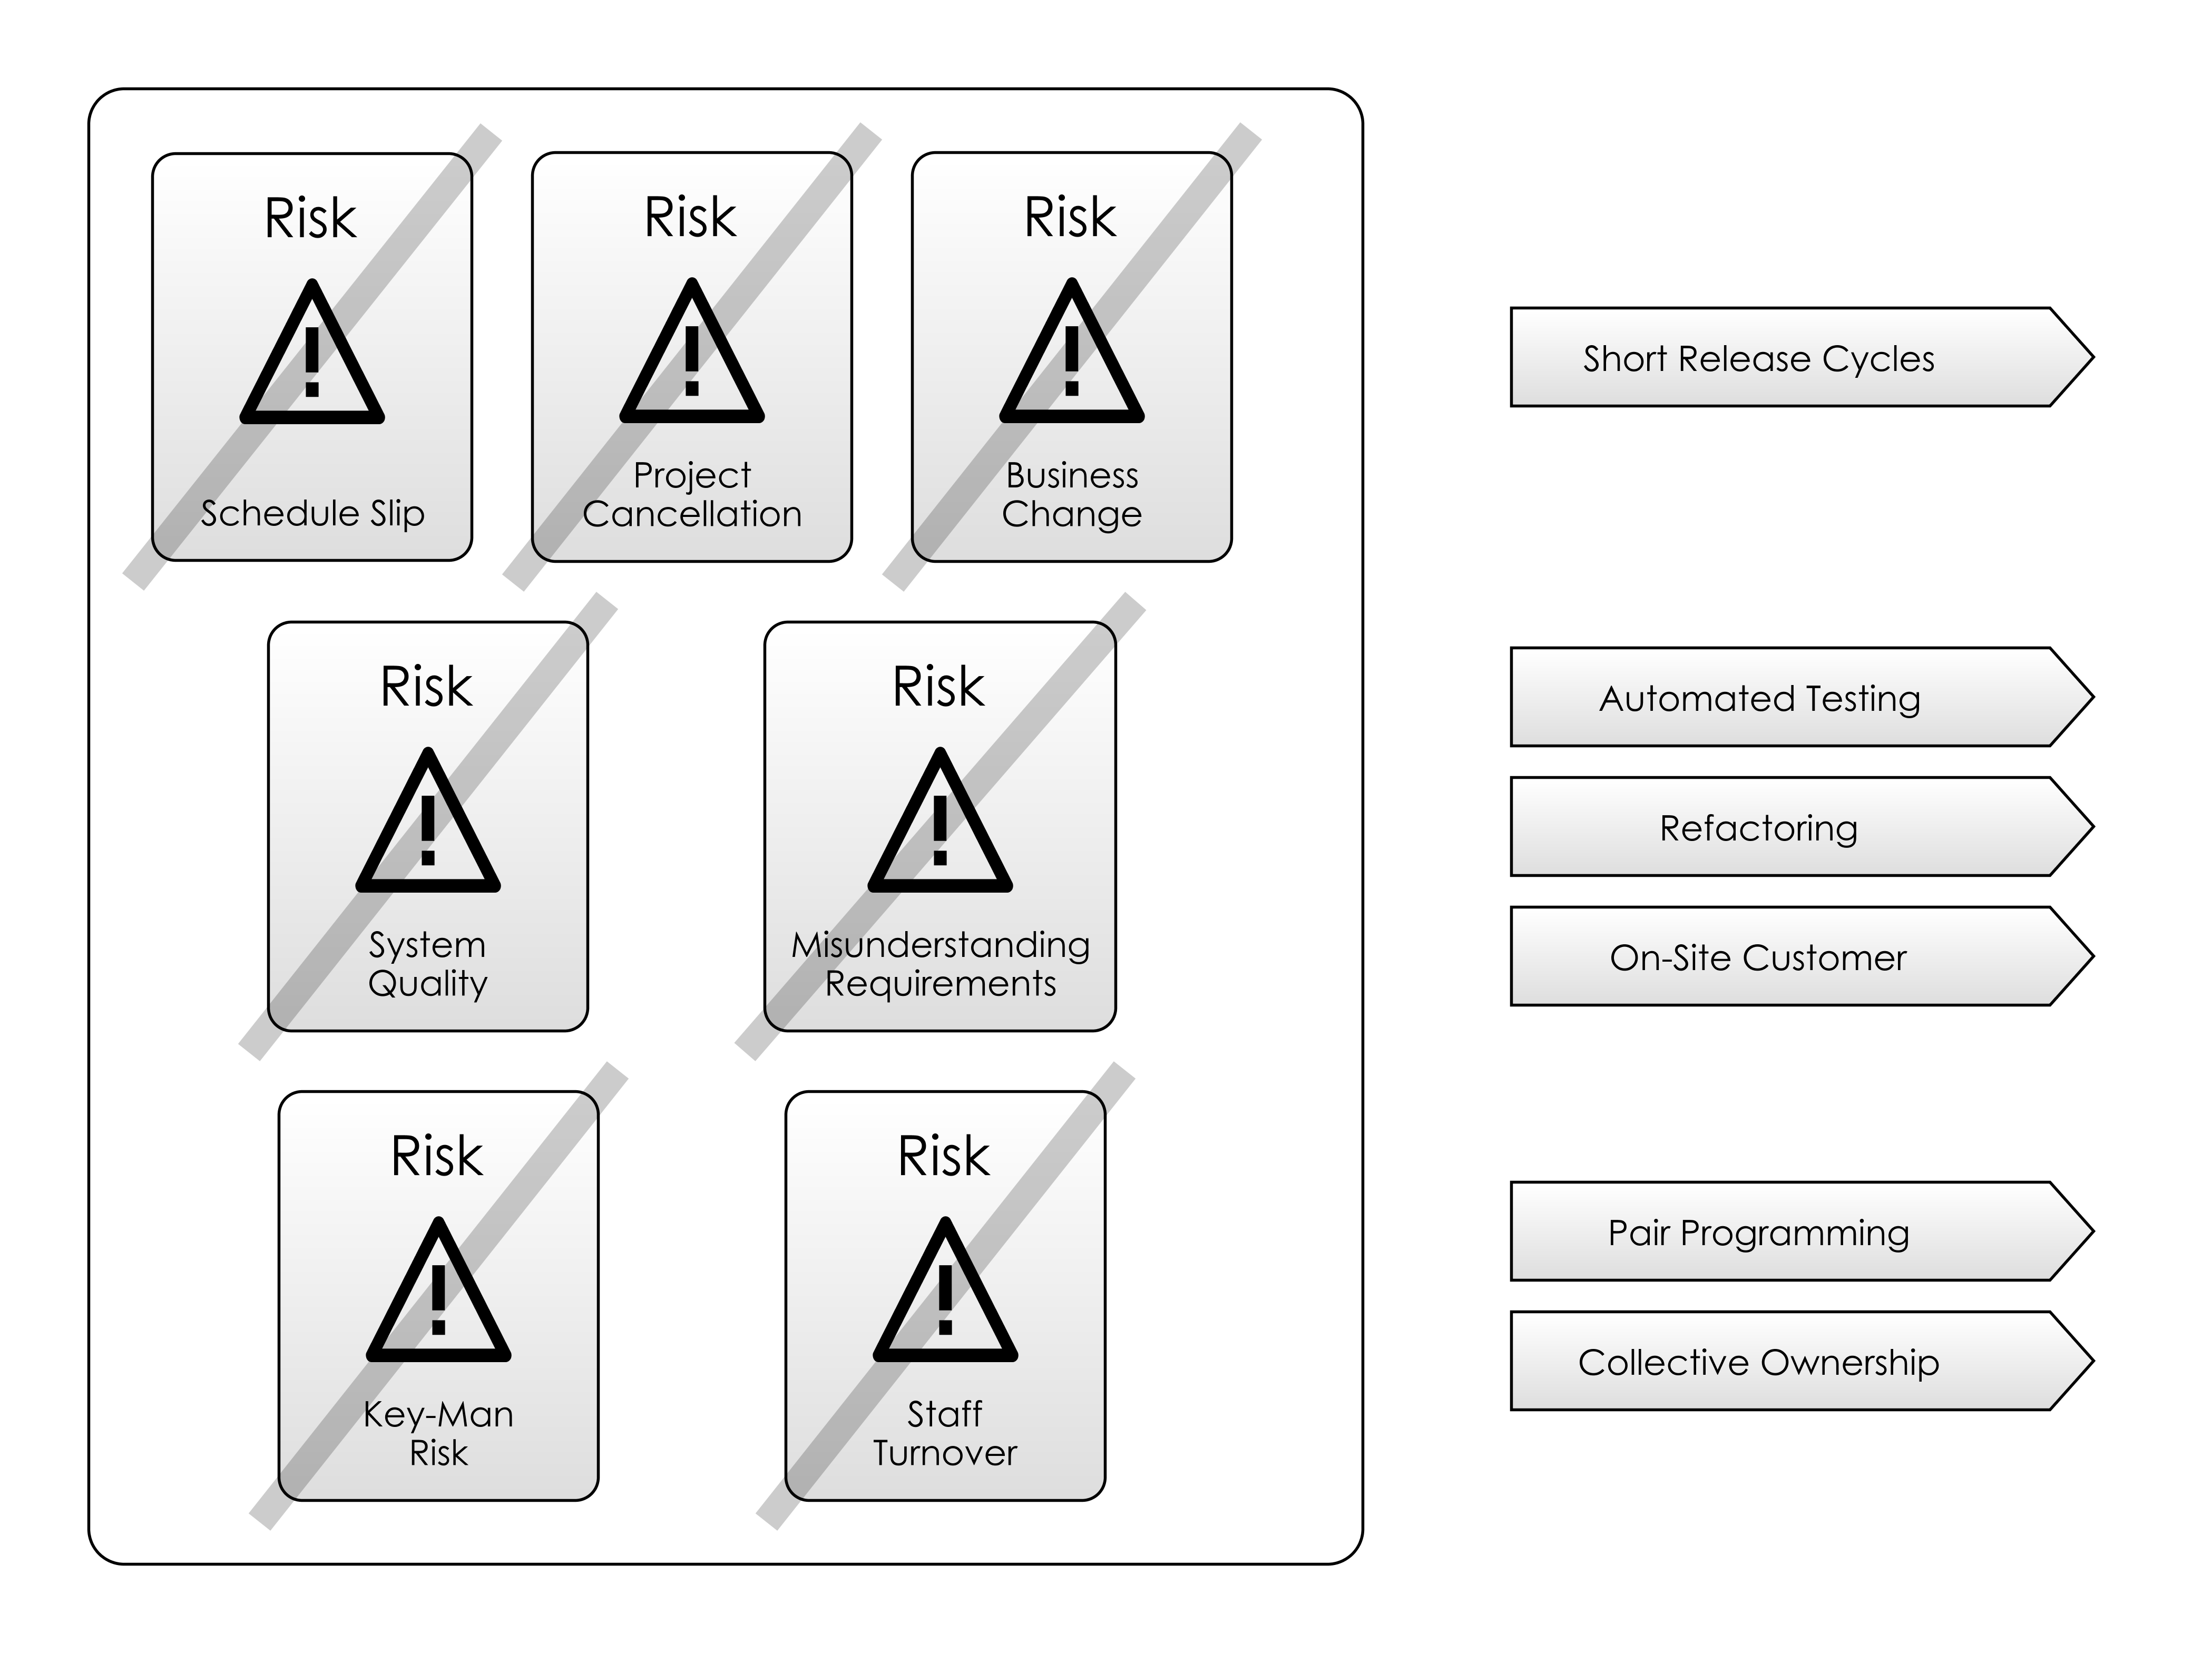 Risk
Schedule Slip
Risk
Project
Cancellation
Risk
Business
Change
Short Release Cycles
Risk
System
Quality
Risk
Misunderstanding
Requirements
Automated Testing
Refactoring
On-Site Customer
Risk
Key-Man
Risk
Risk
Staff
Turnover
Pair Programming
Collective Ownership